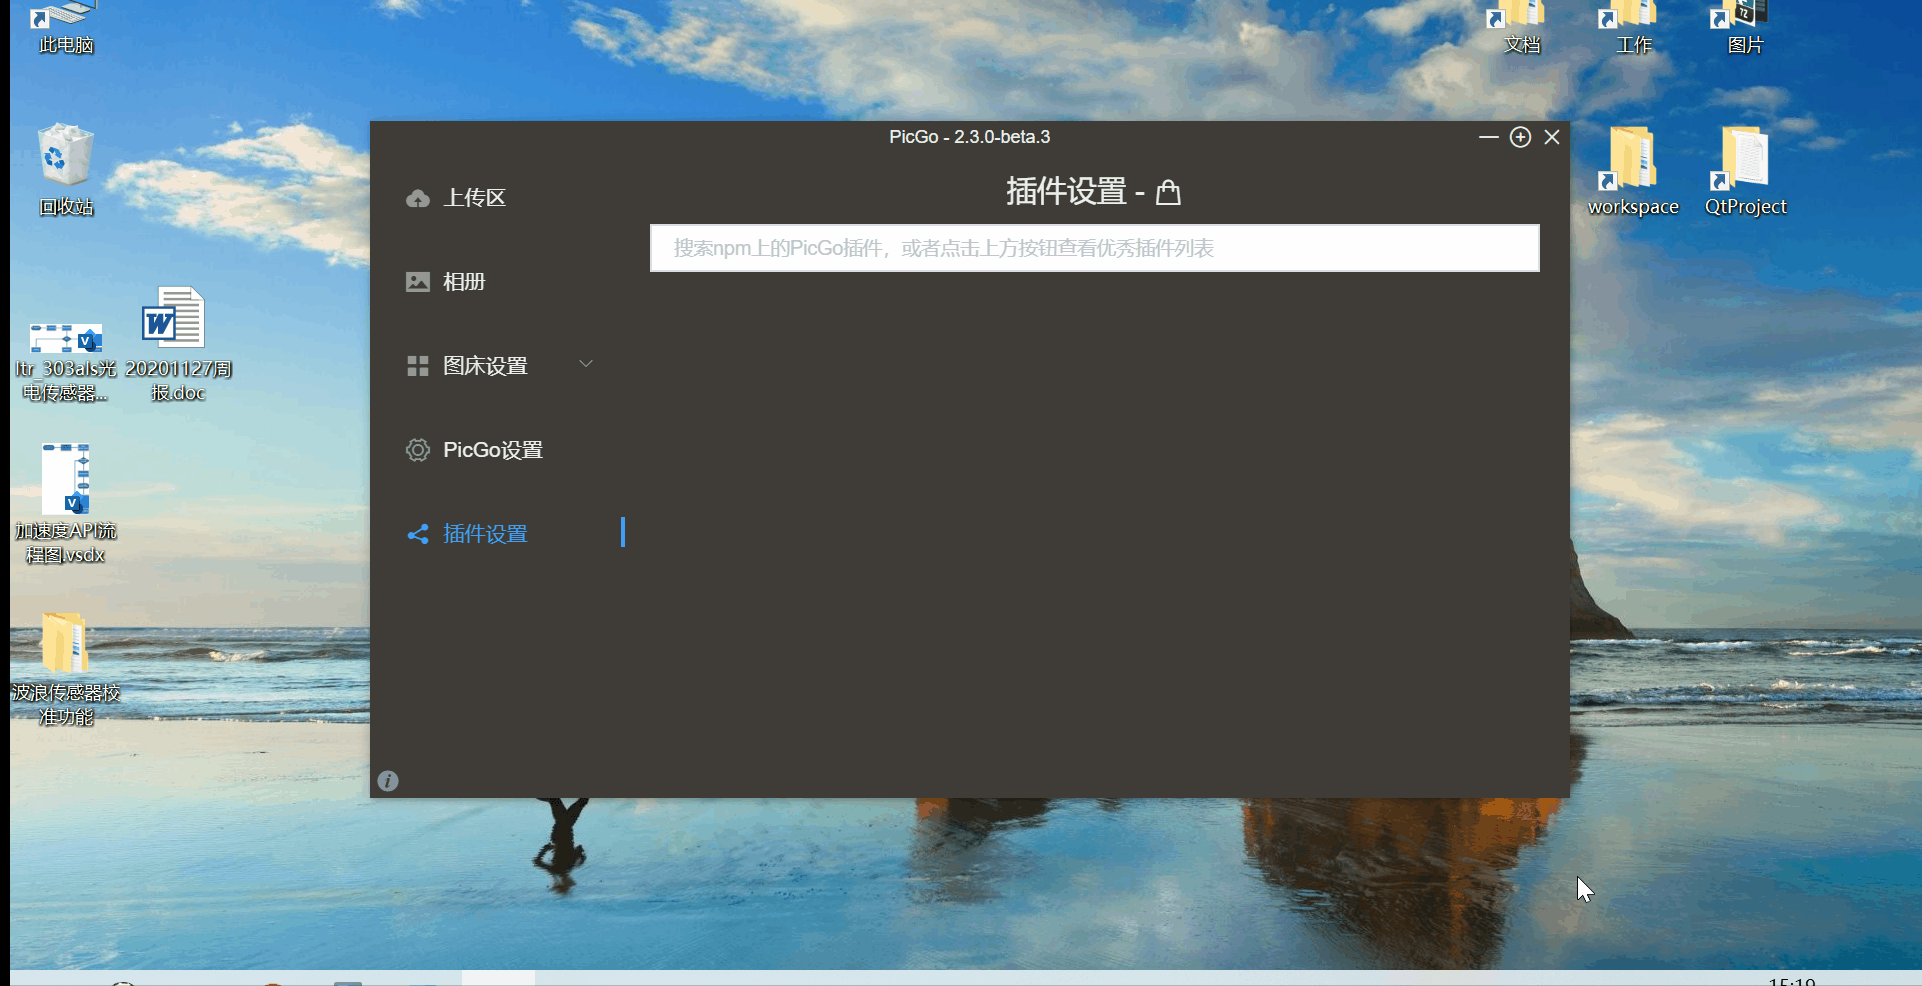 此电脑
文档
工作
图片
回收站
workspace
QtProject
ltr_303als光
电传感器...
20201127周
报.doc
加速度API流
程图.vsdx
波浪传感器校
准功能
PicGo - 2.3.0-beta.3
上传区
相册
图床设置
PicGo设置
插件设置
插件设置 -
搜索npm上的PicGo插件，或者点击上方按钮查看优秀插件列表
15:19